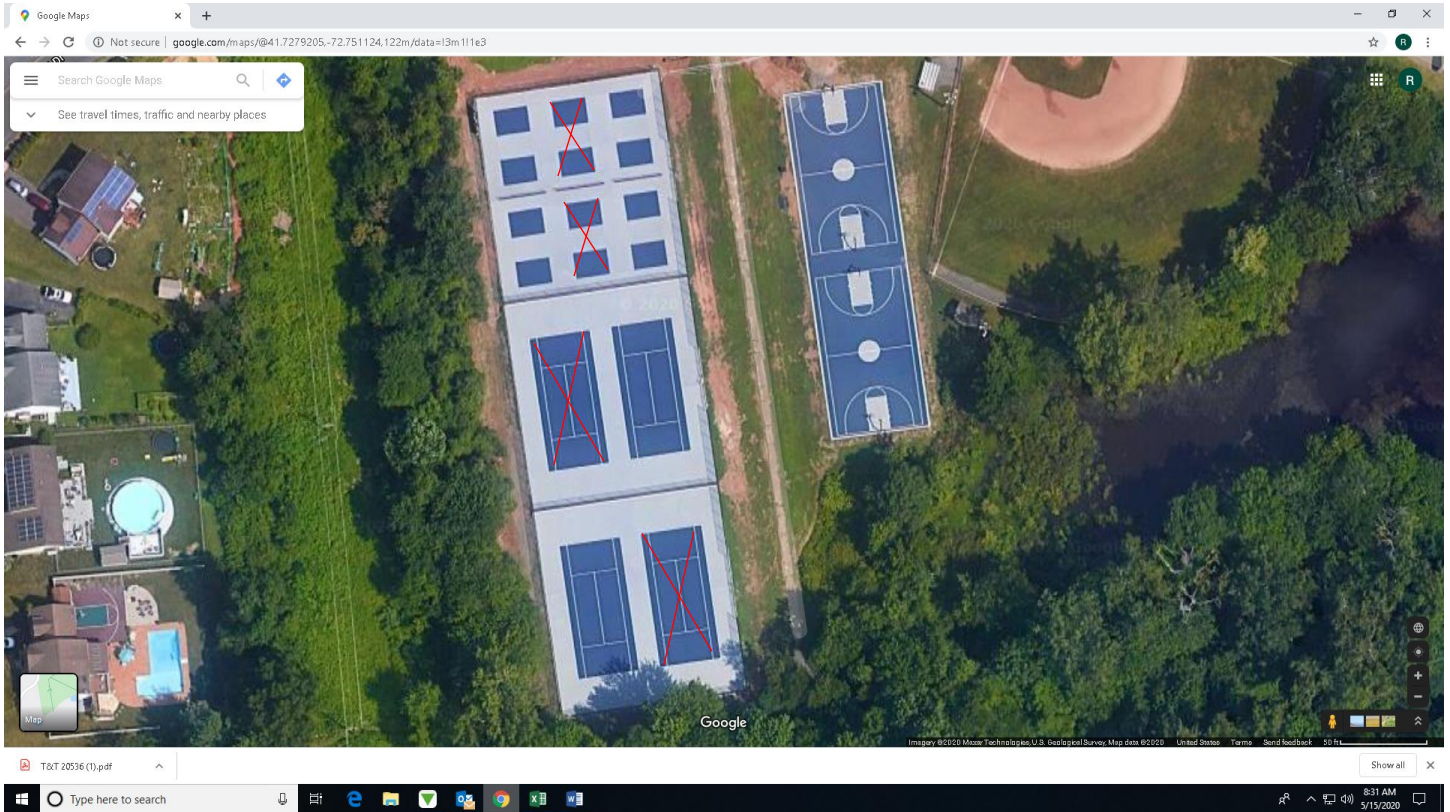 Google Maps
Not secure google.com/maps/@41.7279205,-72.751124,122m/data=!3m1!1e3
R
Search Google Maps
R
See travel times, traffic and nearby places
© 2020
Map
Google
Imagery ©2020 Maxar Technologies, U.S. Geological Survey, Map data ©2020 United States Terms Send feedback 50 ft
T&T 20536 (1).pdf
Show all
Type here to search
8:31 AM
5/15/2020